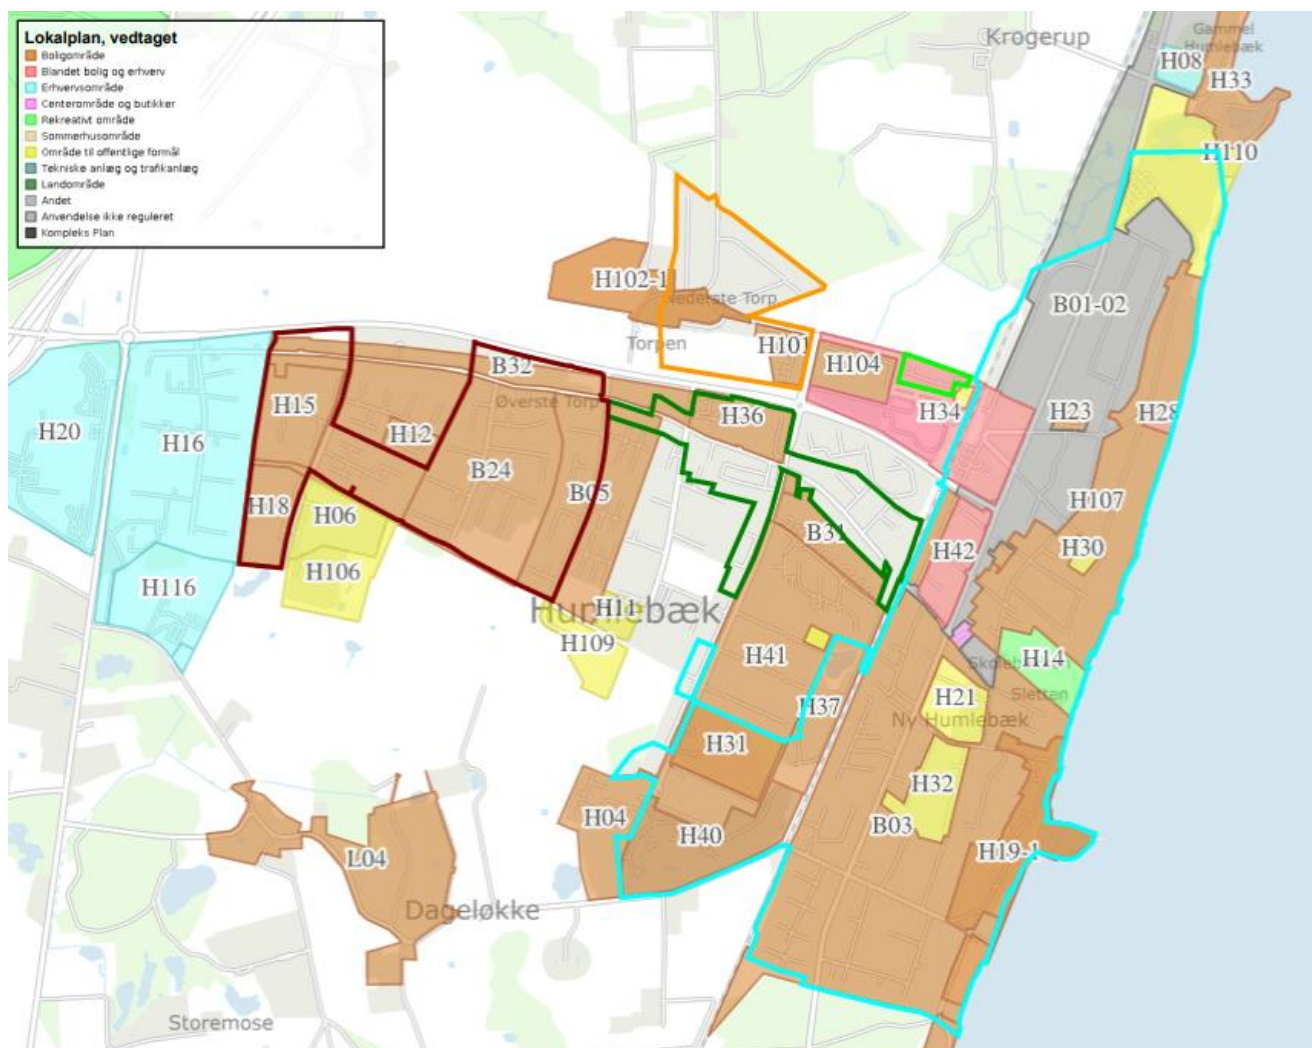 Lokalplan, vedtaget
Boligområde
Blandet bolig og erhverv
Erhvervsområde
Centerområde og butikker
Rekreativt område
Sommerhusområde
Område til offentlige formål
Tekniske anlæg og trafikanlæg
Landområde
Andet
Anvendelse ikke reguleret
Kompleks Plan
Krogerup
Gammel
Humlebæk
H08
H33
H110
H102-1
Nederste Torp
B01-02
Torpen
H101
H104
B32
Øverste Torp
H15
H12
H36
H34
H23
H28
H20
H16
B24
B05
H18
H06
H107
B31
H42
H30
H116
H106
Humlebæk
H11
H109
H41
H14
Sletten
H21
H37
Ny Humlebæk
H31
H32
H04
H40
B03
H19-1
L04
Dageløkke
Storemose